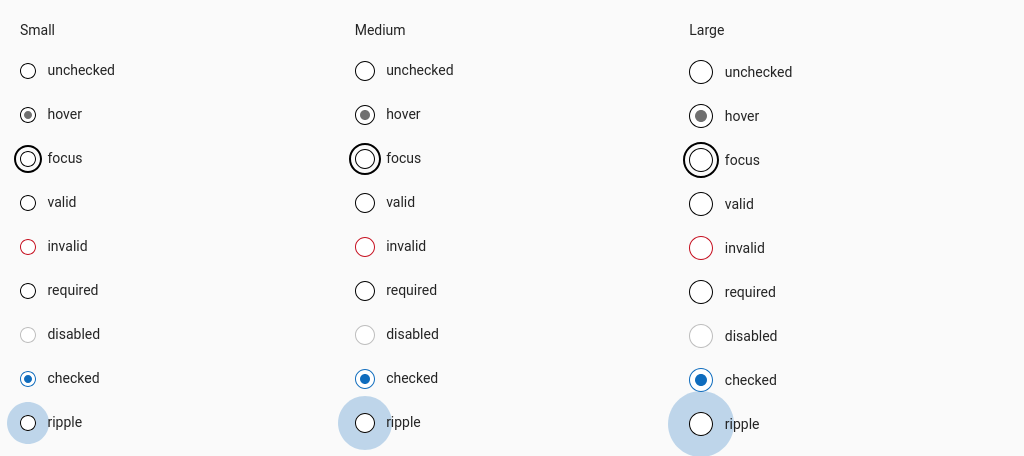 Small
unchecked
hover
focus
valid
invalid
required
disabled
checked
ripple
Medium
unchecked
hover
focus
valid
invalid
required
disabled
checked
ripple
Large
unchecked
hover
focus
valid
invalid
required
disabled
checked
ripple